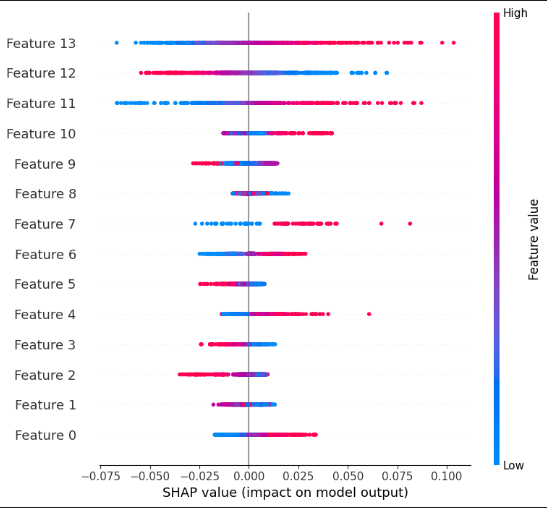 High
Feature 13
Feature 12
Feature 11
Feature 10
Feature 9
Feature 8
Feature 7
Feature 6
Feature 5
Feature 4
Feature 3
Feature 2
Feature 1
Feature 0
Feature value
Low
−0.075 −0.050 −0.025 0.000 0.025 0.050 0.075 0.100
SHAP value (impact on model output)